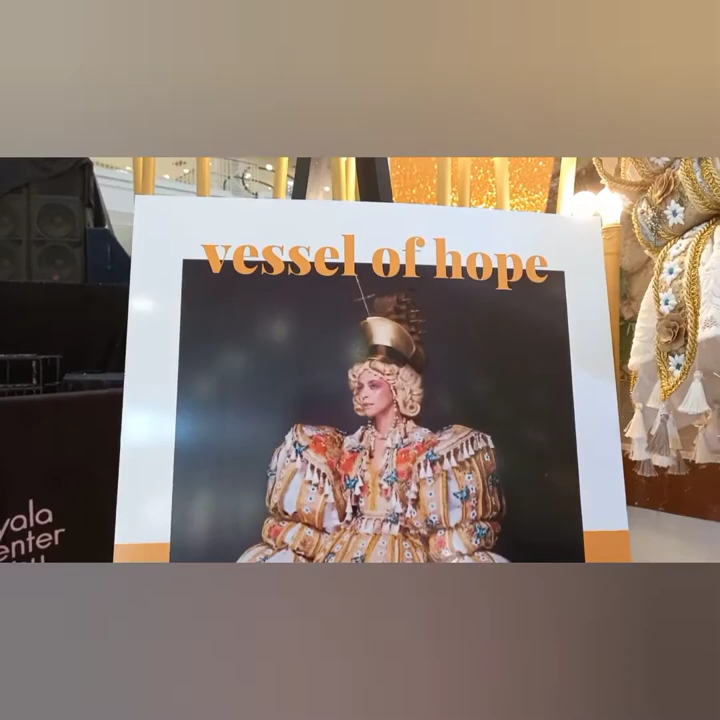 vessel of hope
yala
enter